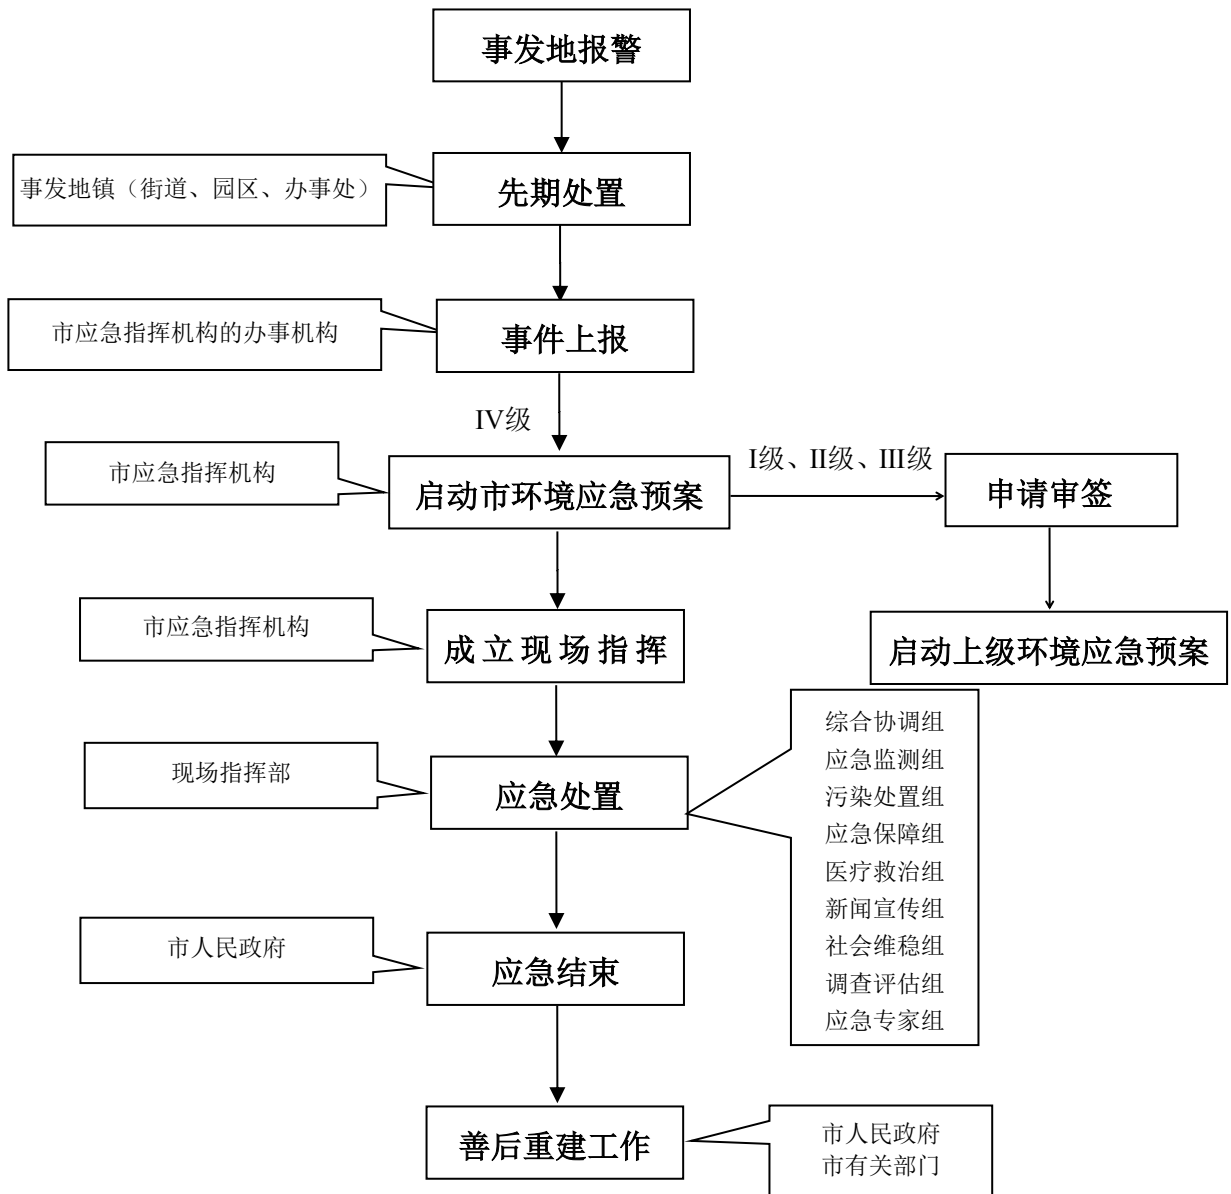 事发地报警
事发地镇（街道、园区、办事处）
先期处置
市应急指挥机构的办事机构
事件上报
IV级
市应急指挥机构
启动市环境应急预案
I级、II级、III级
申请审签
市应急指挥机构
成立现场指挥
启动上级环境应急预案
现场指挥部
应急处置
综合协调组
应急监测组
污染处置组
应急保障组
医疗救治组
新闻宣传组
社会维稳组
调查评估组
应急专家组
市人民政府
应急结束
善后重建工作
市人民政府
市有关部门